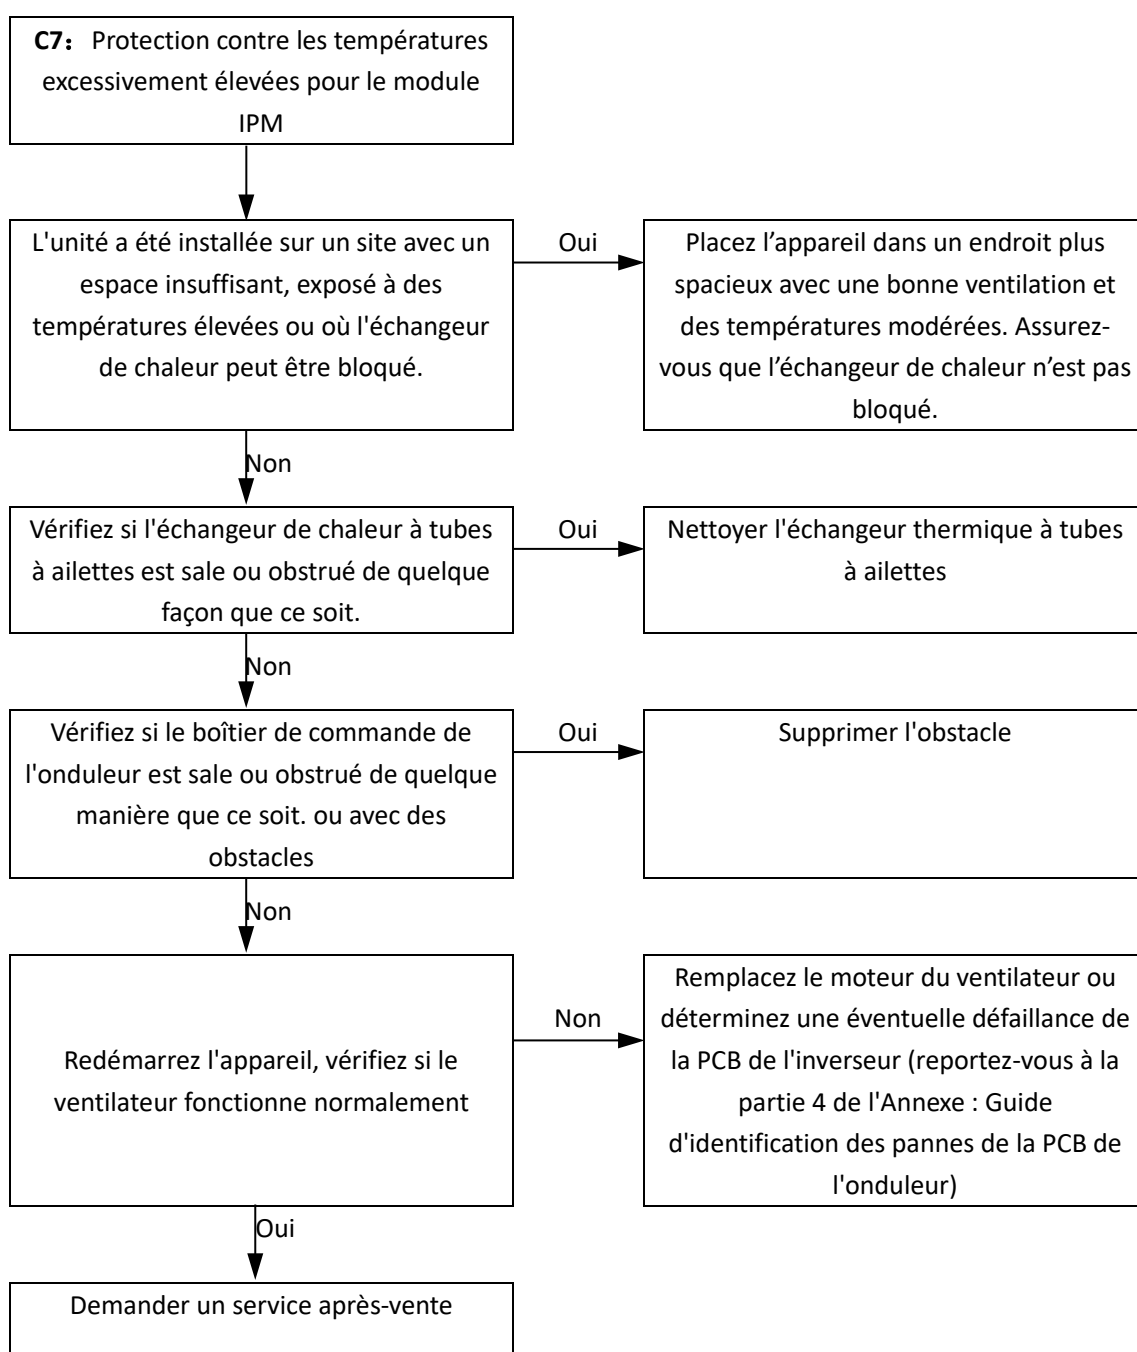 C7： Protection contre les températures
excessivement élevées pour le module
IPM
L'unité a été installée sur un site avec un
espace insuffisant, exposé à des
températures élevées ou où l'échangeur
de chaleur peut être bloqué.
Oui
Placez l’appareil dans un endroit plus
spacieux avec une bonne ventilation et
des températures modérées. Assurez-
vous que l’échangeur de chaleur n’est pas
bloqué.
Non
Vérifiez si l'échangeur de chaleur à tubes
à ailettes est sale ou obstrué de quelque
façon que ce soit.
Oui
Nettoyer l'échangeur thermique à tubes
à ailettes
Non
Vérifiez si le boîtier de commande de
l'onduleur est sale ou obstrué de quelque
manière que ce soit. ou avec des
obstacles
Oui
Supprimer l'obstacle
Non
Redémarrez l'appareil, vérifiez si le
ventilateur fonctionne normalement
Non
Remplacez le moteur du ventilateur ou
déterminez une éventuelle défaillance de
la PCB de l'inverseur (reportez-vous à la
partie 4 de l'Annexe : Guide
d'identification des pannes de la PCB de
l'onduleur)
Oui
Demander un service après-vente